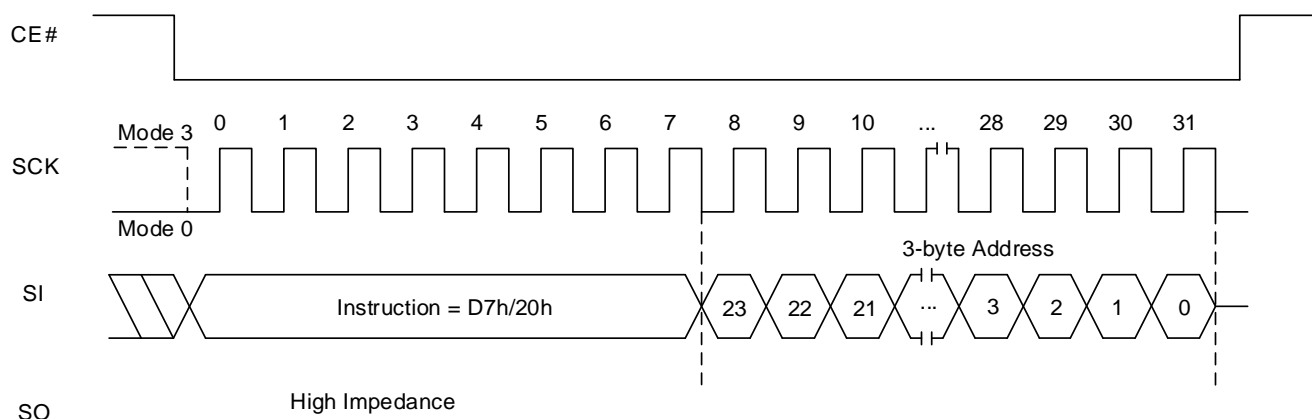 CE#
0 1 2 3 4 5 6 7 8 9 10 ... 28 29 30 31
Mode 3
SCK
Mode 0
3-byte Address
SI
Instruction = D7h/20h 23 22 21 ... 3 2 1 0
High Impedance
SO